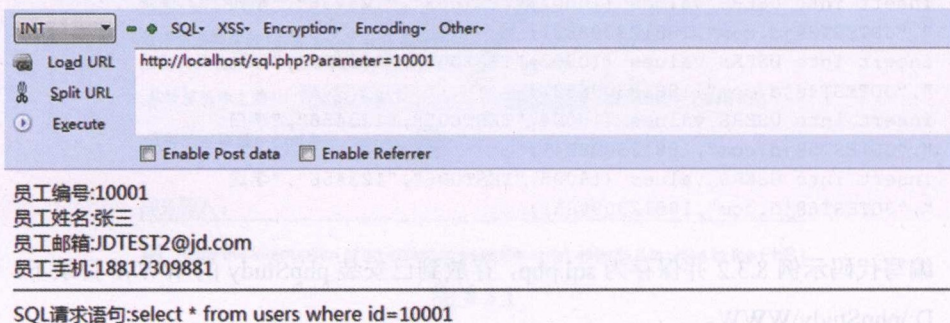 INT SQL- XSS- Encryption- Encoding- Other-
Load URL http://localhost/sql.php?Parameter=10001
Split URL
Execute
Enable Post data Enable Referrer
员工编号:10001
员工姓名:张三
员工邮箱:JDTEST2@jd.com
员工手机:18812309881
SQL请求语句:select * from users where id=10001